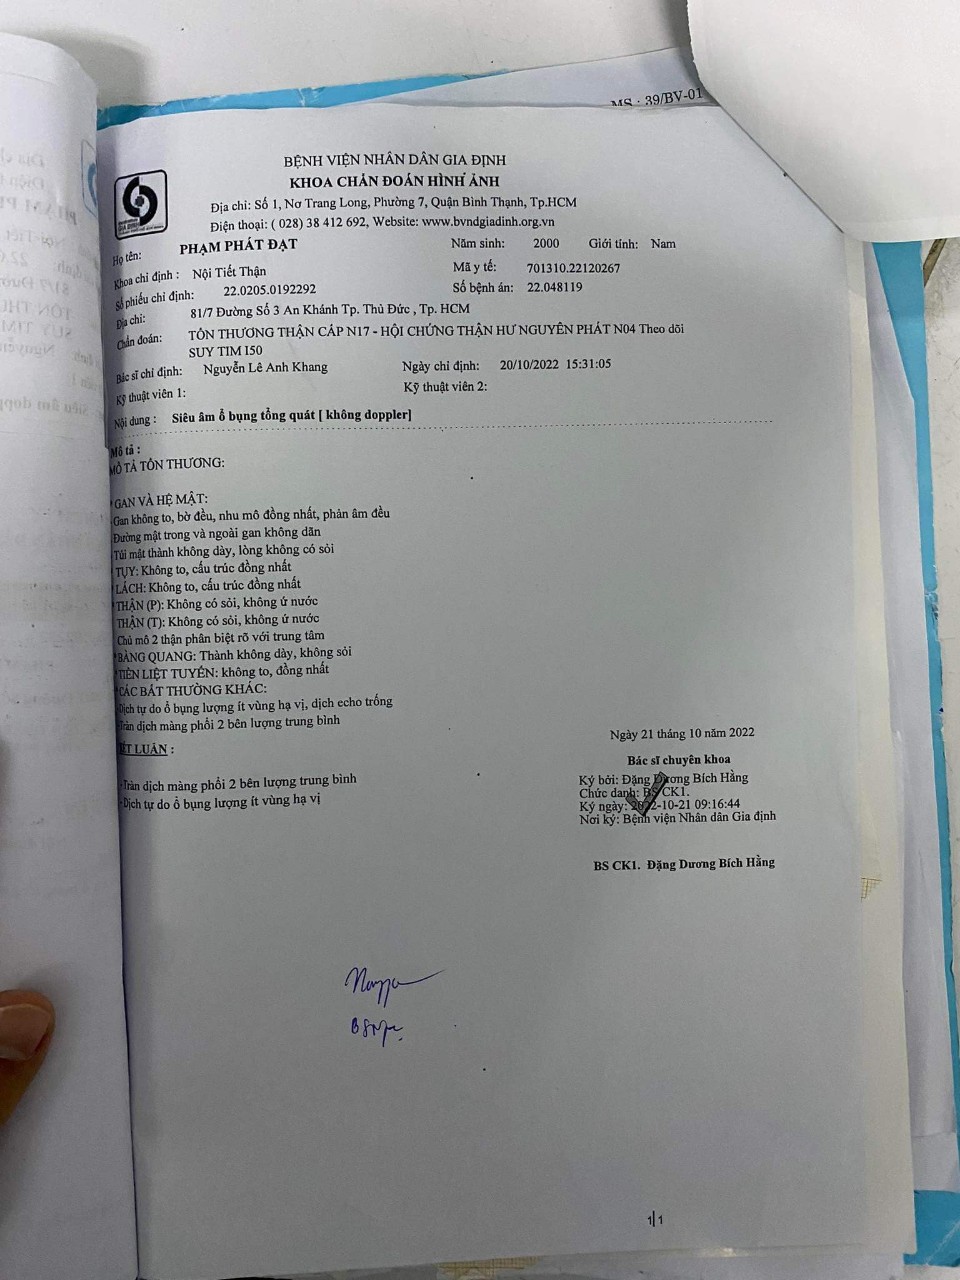 MS : 39/BV-01
BỆNH VIỆN NHÂN DÂN GIA ĐỊNH
KHOA CHẨN ĐOÁN HÌNH ẢNH
Địa chỉ: Số 1, Nơ Trang Long, Phường 7, Quận Bình Thạnh, Tp.HCM
Điện thoại: ( 028) 38 412 692, Website: www.bvndgiadinh.org.vn
Họ tên: PHẠM PHÁT ĐẠT Năm sinh: 2000 Giới tính: Nam
Khoa chỉ định : Nội Tiết Thận Mã y tế: 701310.22120267
Số phiếu chỉ định: 22.0205.0192292 Số bệnh án: 22.048119
Địa chỉ: 81/7 Đường Số 3 An Khánh Tp. Thủ Đức , Tp. HCM
Chẩn đoán: TỔN THƯƠNG THẬN CẤP N17 - HỘI CHỨNG THẬN HƯ NGUYÊN PHÁT N04 Theo dõi
SUY TIM I50
Bác sĩ chỉ định: Nguyễn Lê Anh Khang Ngày chỉ định: 20/10/2022 15:31:05
Kỹ thuật viên 1: Kỹ thuật viên 2:
Nội dung : Siêu âm ổ bụng tổng quát [ không doppler]
Mô tả :
MÔ TẢ TỔN THƯƠNG:
* GAN VÀ HỆ MẬT:
Gan không to, bờ đều, nhu mô đồng nhất, phản âm đều
Đường mật trong và ngoài gan không dãn
Túi mật thành không dày, lòng không có sỏi
* TỤY: Không to, cấu trúc đồng nhất
* LÁCH: Không to, cấu trúc đồng nhất
* THẬN (P): Không có sỏi, không ứ nước
THẬN (T): Không có sỏi, không ứ nước
Chủ mô 2 thận phân biệt rõ với trung tâm
* BÀNG QUANG: Thành không dày, không sỏi
* TIỀN LIỆT TUYẾN: không to, đồng nhất
* CÁC BẤT THƯỜNG KHÁC:
-Dịch tự do ổ bụng lượng ít vùng hạ vị, dịch echo trống
-Tràn dịch màng phổi 2 bên lượng trung bình
KẾT LUẬN :
-Tràn dịch màng phổi 2 bên lượng trung bình
-Dịch tự do ổ bụng lượng ít vùng hạ vị
Ngày 21 tháng 10 năm 2022
Bác sĩ chuyên khoa
Ký bởi: Đặng Dương Bích Hằng
Chức danh: BS CK1.
Ký ngày: 2022-10-21 09:16:44
Nơi ký: Bệnh viện Nhân dân Gia định
BS CK1. Đặng Dương Bích Hằng
1|1